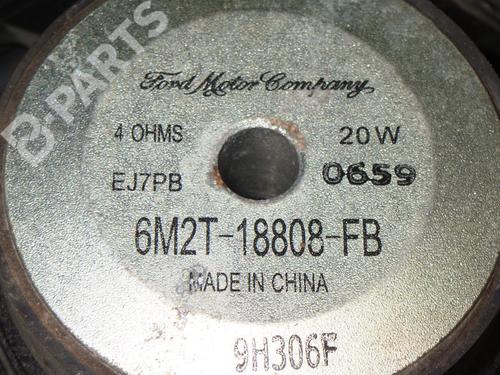 B-PARTS
Ford Motor Company
4 OHMS 20W
EJ7PB 0659
6M2T-18808-FB
MADE IN CHINA
9H306F